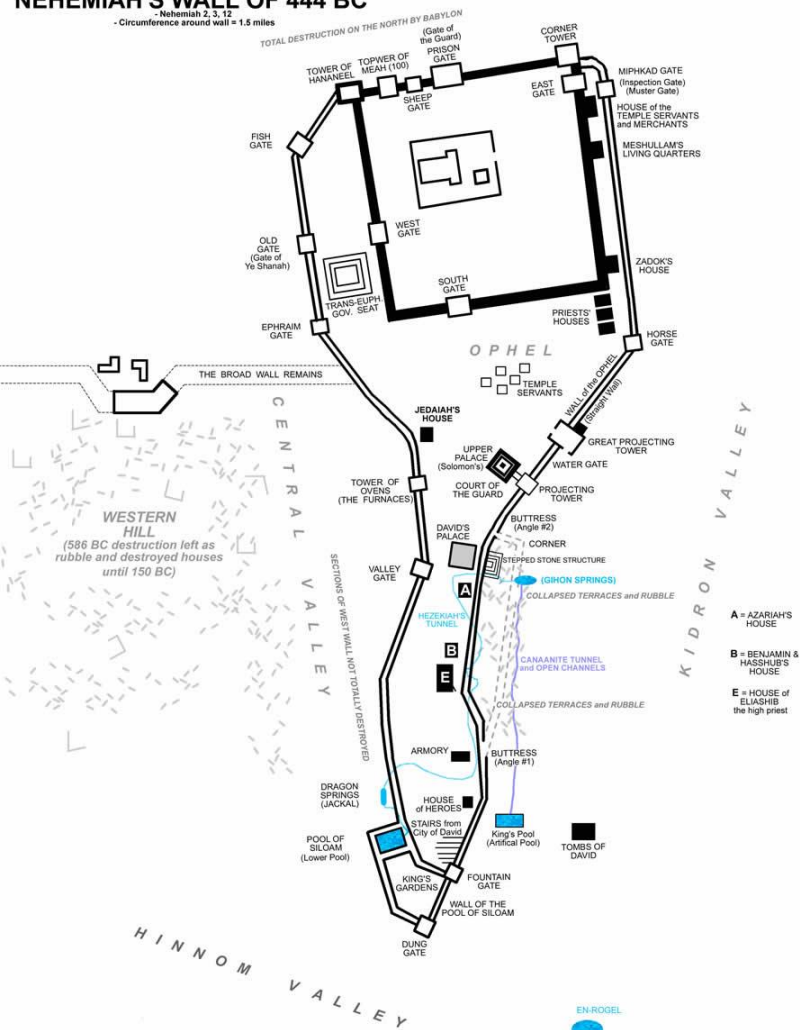 NEHEMIAH'S WALL OF 444 BC
- Nehemiah 2, 3, 12
- Circumference around wall = 1.5 miles
TOTAL DESTRUCTION ON THE NORTH BY BABYLON
(Gate of
the Guard)
PRISON
GATE
CORNER
TOWER
TOWER OF
HANANEEL
TOPWER OF
MEAH (100)
SHEEP
GATE
EAST
GATE
MIPHKAD GATE
(Inspection Gate)
(Muster Gate)
HOUSE of the
TEMPLE SERVANTS
and MERCHANTS
MESHULLAM'S
LIVING QUARTERS
FISH
GATE
WEST
GATE
OLD
GATE
(Gate of
Ye Shanah)
TRANS-EUPH.
GOV. SEAT
SOUTH
GATE
ZADOK'S
HOUSE
PRIESTS'
HOUSES
EPHRAIM
GATE
HORSE
GATE
OPHEL
THE BROAD WALL REMAINS
TEMPLE
SERVANTS
WALL of the OPHEL
(Straight Wall)
JEDAIAH'S
HOUSE
GREAT PROJECTING
TOWER
WATER GATE
UPPER
PALACE
(Solomon's)
COURT OF
THE GUARD
PROJECTING
TOWER
TOWER OF
OVENS
(THE FURNACES)
CENTRAL VALLEY
WESTERN
HILL
(586 BC destruction left as
rubble and destroyed houses
until 150 BC)
BUTTRESS
(Angle #2)
DAVID'S
PALACE
CORNER
STEPPED STONE STRUCTURE
VALLEY
GATE
(GIHON SPRINGS)
COLLAPSED TERRACES and RUBBLE
A
HEZEKIAH'S
TUNNEL
B
E
SECTIONS OF WEST WALL NOT TOTALLY DESTROYED
CANAANITE TUNNEL
and OPEN CHANNELS
KIDRON VALLEY
A = AZARIAH'S
HOUSE
B = BENJAMIN &
HASSHUB'S
HOUSE
E = HOUSE of
ELIASHIB
the high priest
COLLAPSED TERRACES and RUBBLE
ARMORY
BUTTRESS
(Angle #1)
DRAGON
SPRINGS
(JACKAL)
HOUSE
of HEROES
STAIRS from
City of David
King's Pool
(Artifical Pool)
TOMBS OF
DAVID
POOL OF
SILOAM
(Lower Pool)
KING'S
GARDENS
FOUNTAIN
GATE
WALL OF THE
POOL OF SILOAM
DUNG
GATE
HINNOM VALLEY
EN-ROGEL